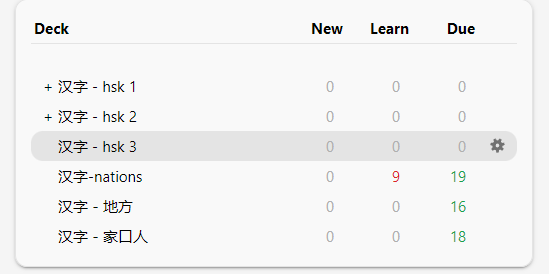 Deck New Learn Due
+ 汉字 - hsk 1 0 0 0
+ 汉字 - hsk 2 0 0 0
汉字 - hsk 3 0 0 0
汉字-nations 0 9 19
汉字 - 地方 0 0 16
汉字 - 家囗人 0 0 18